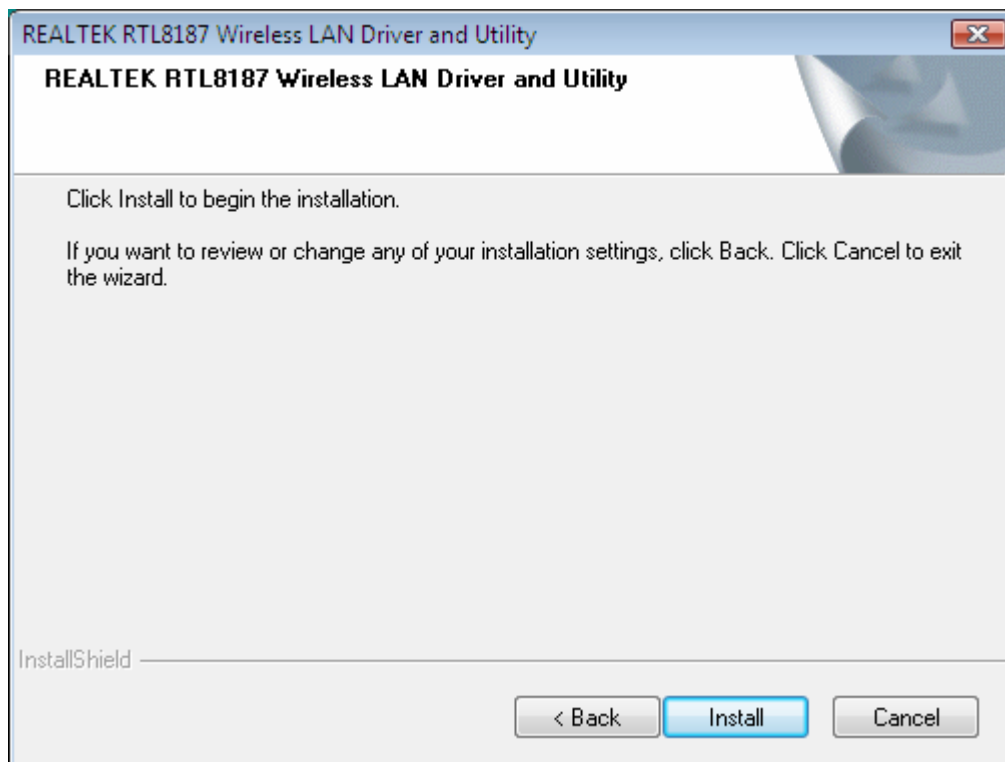 REALTEK RTL8187 Wireless LAN Driver and Utility
REALTEK RTL8187 Wireless LAN Driver and Utility
Click Install to begin the installation.
If you want to review or change any of your installation settings, click Back. Click Cancel to exit
the wizard.
InstallShield
< Back
Install
Cancel